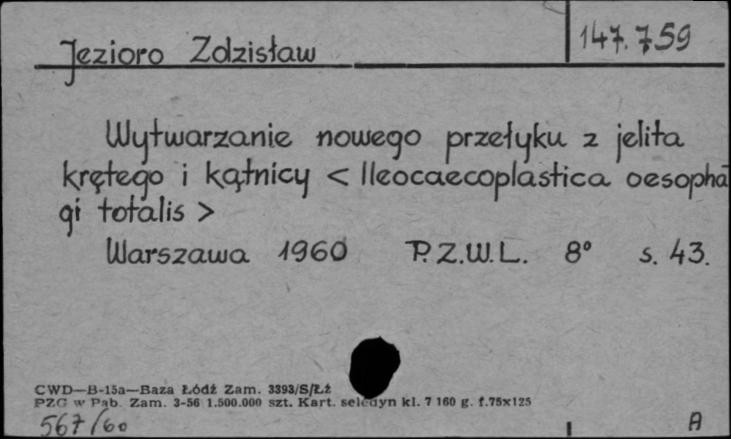 Jezioro Zdzisław
147.759
Wytwarzanie nowego przełyku z jelita
krętego i kątnicy < Ileocaecoplastica oesopha
gi totalis >
Warszawa 1960 P.Z.W.L. 8° s. 43.
CWD—B-15a—Baza Łódź Zam. 3393/S/Łź
PZG w Pab. Zam. 3-56 1.500.000 szt. Kart. seledyn kl. 7 160 g. f.75x125
567/60
A